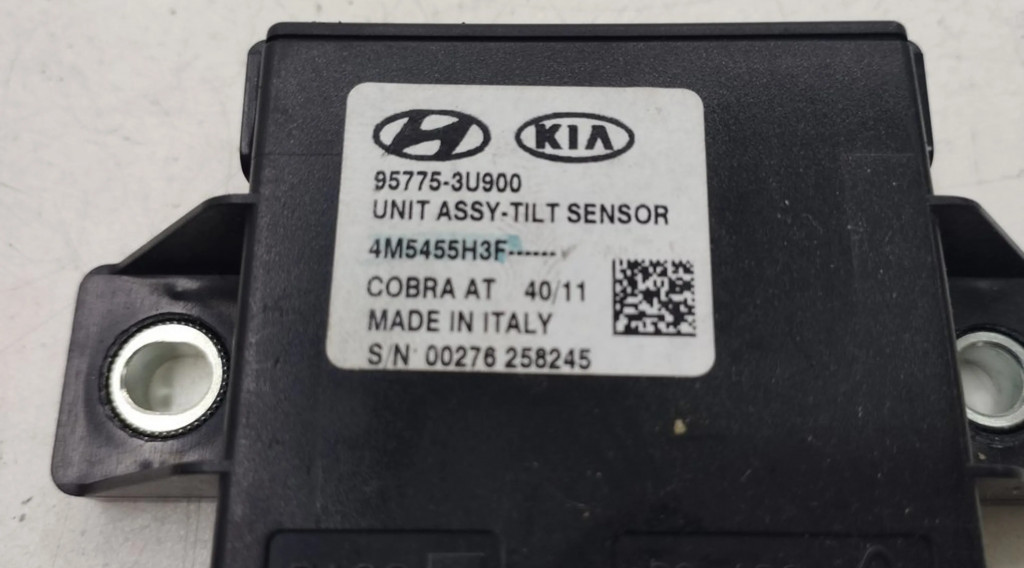 KIA
95775-3U900
UNIT ASSY-TILT SENSOR
4M5455H3F------
COBRA AT 40/11
MADE IN ITALY
S/N 00276 258245